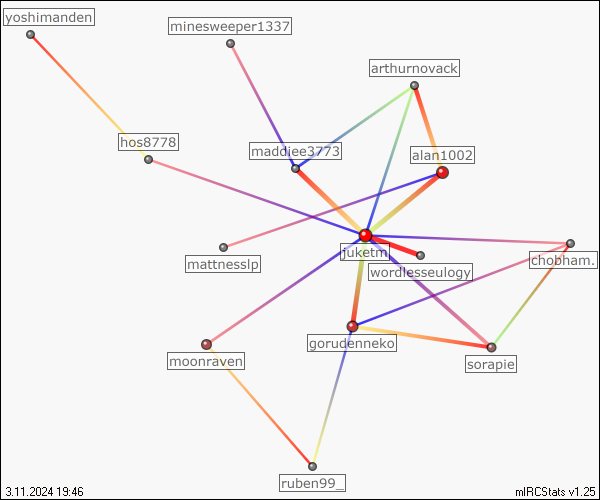 yoshimanden
minesweeper1337
arthurnovack
hos8778
maddiee3773
alan1002
juketm
wordlesseulogy
mattnesslp
chobham.
gorudenneko
moonraven
sorapie
ruben99_
3.11.2024 19:46
mIRCStats v1.25